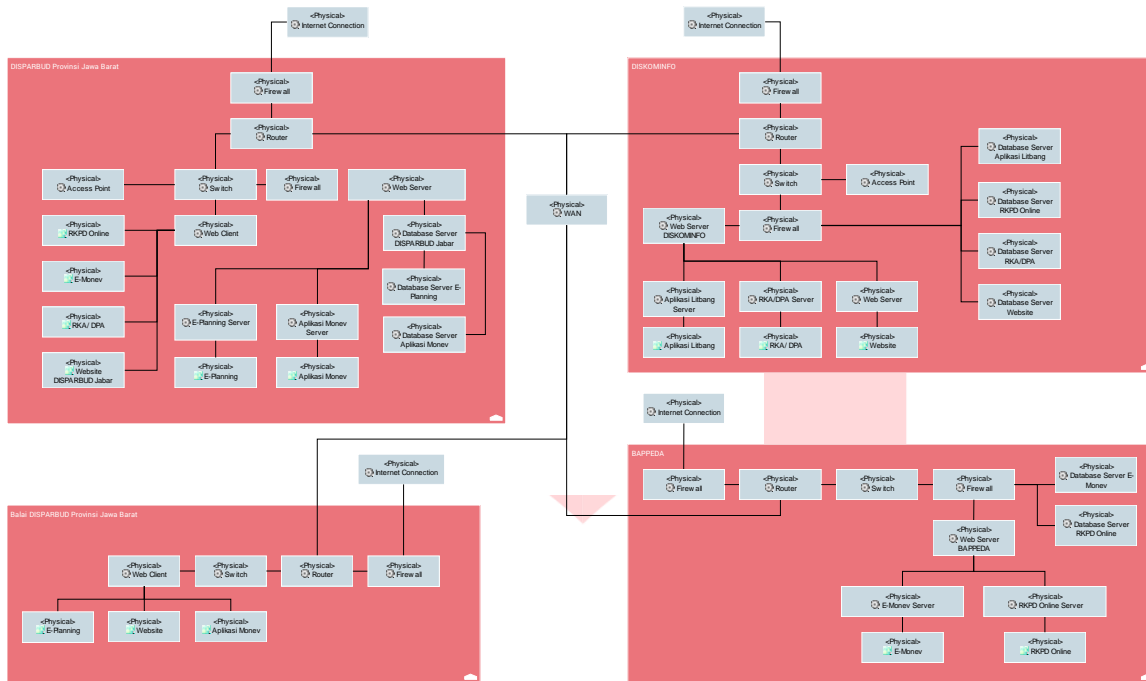 <Physical>
Internet Connection
<Physical>
Internet Connection
DISPARBUD Provinsi Jawa Barat
<Physical>
Firewall
<Physical>
Router
<Physical>
Access Point
<Physical>
Switch
<Physical>
Firewall
<Physical>
Web Server
<Physical>
RKPD Online
<Physical>
Web Client
<Physical>
Database Server
DISPARBUD Jabar
<Physical>
E-Monev
<Physical>
Database Server E-
Planning
<Physical>
RKA/ DPA
<Physical>
E-Planning Server
<Physical>
Aplikasi Monev
Server
<Physical>
Database Server
Aplikasi Monev
<Physical>
Website
DISPARBUD Jabar
<Physical>
E-Planning
<Physical>
Aplikasi Monev
<Physical>
WAN
DISKOMINFO
<Physical>
Firewall
<Physical>
Router
<Physical>
Database Server
Aplikasi Litbang
<Physical>
Switch
<Physical>
Access Point
<Physical>
Database Server
RKPD Online
<Physical>
Web Server
DISKOMINFO
<Physical>
Firewall
<Physical>
Database Server
RKA/DPA
<Physical>
Aplikasi Litbang
Server
<Physical>
RKA/DPA Server
<Physical>
Web Server
<Physical>
Database Server
Website
<Physical>
Aplikasi Litbang
<Physical>
RKA/ DPA
<Physical>
Website
<Physical>
Internet Connection
<Physical>
Internet Connection
Balai DISPARBUD Provinsi Jawa Barat
<Physical>
Web Client
<Physical>
Switch
<Physical>
Router
<Physical>
Firewall
<Physical>
E-Planning
<Physical>
Website
<Physical>
Aplikasi Monev
BAPPEDA
<Physical>
Firewall
<Physical>
Router
<Physical>
Switch
<Physical>
Firewall
<Physical>
Database Server E-
Monev
<Physical>
Database Server
RKPD Online
<Physical>
Web Server
BAPPEDA
<Physical>
E-Monev Server
<Physical>
RKPD Online Server
<Physical>
E-Monev
<Physical>
RKPD Online